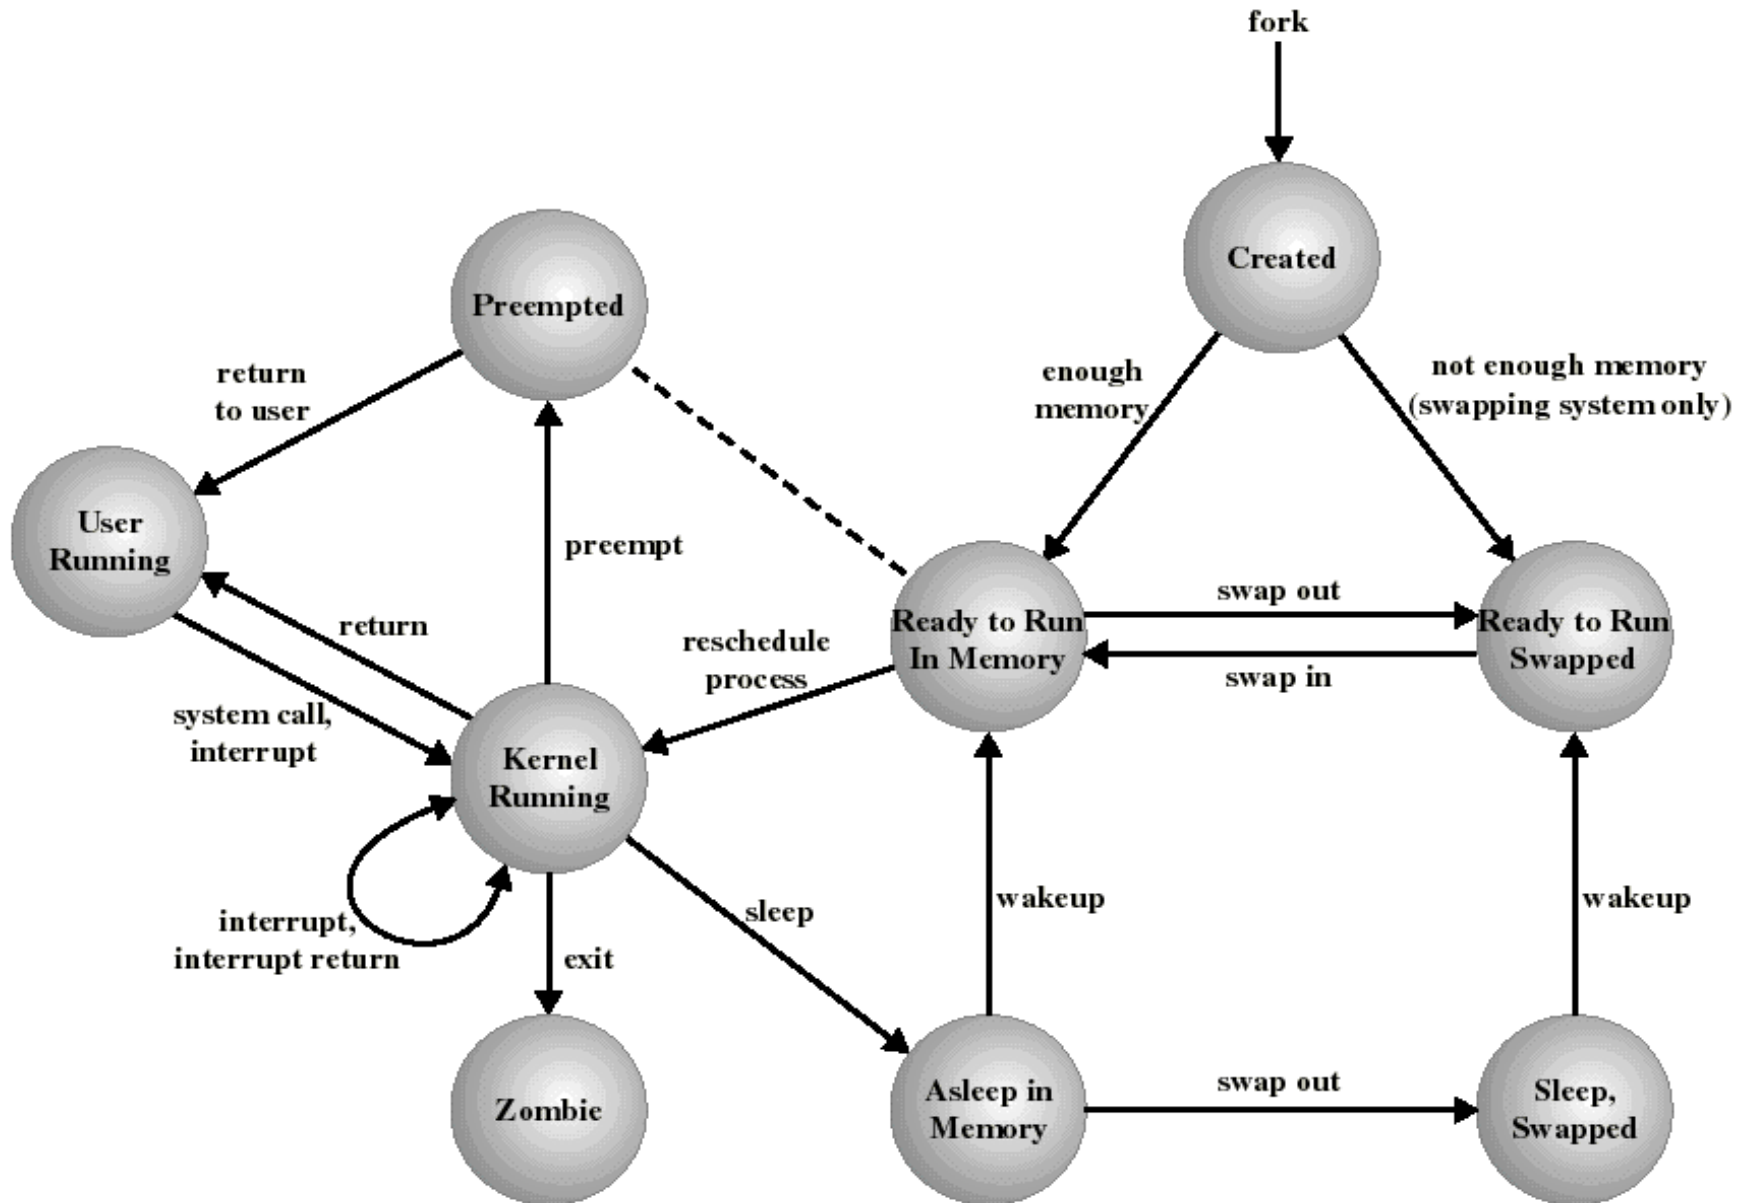 fork
Created
Preempted
return
to user
enough
memory
not enough memory
(swapping system only)
User
Running
preempt
return
reschedule
process
Ready to Run
In Memory
swap out
swap in
Ready to Run
Swapped
system call,
interrupt
Kernel
Running
interrupt,
interrupt return
exit
sleep
wakeup
wakeup
Zombie
Asleep in
Memory
swap out
Sleep,
Swapped